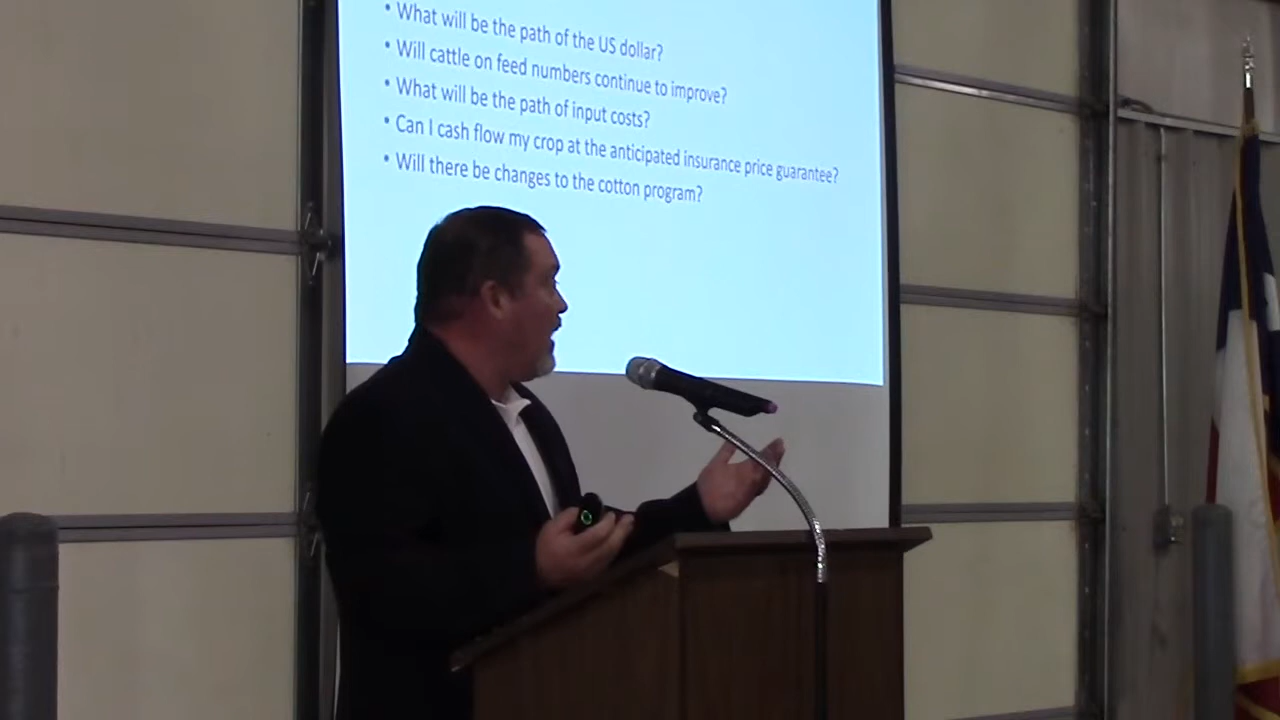 • What will be the path of the US dollar?
• Will cattle on feed numbers continue to improve?
• What will be the path of input costs?
• Can I cash flow my crop at the anticipated insurance price guarantee?
• Will there be changes to the cotton program?